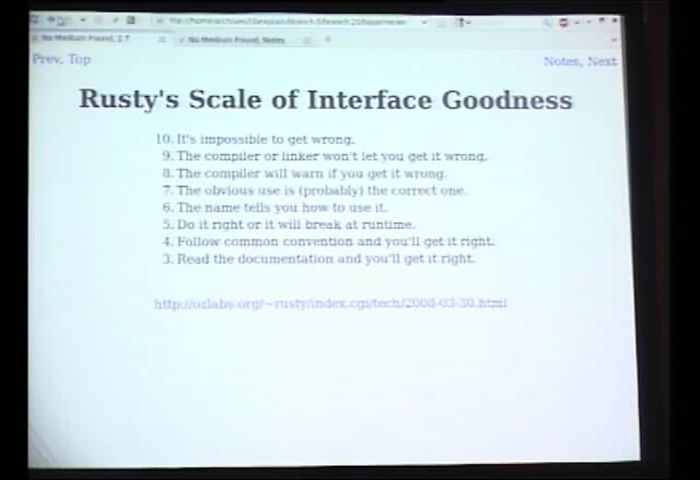 No Medium Found, 2.7
No Medium Found, Notes
Prev, Top
Notes, Next
Rusty's Scale of Interface Goodness
10. It's impossible to get wrong.
9. The compiler or linker won't let you get it wrong.
8. The compiler will warn if you get it wrong.
7. The obvious use is (probably) the correct one.
6. The name tells you how to use it.
5. Do it right or it will break at runtime.
4. Follow common convention and you'll get it right.
3. Read the documentation and you'll get it right.
http://ozlabs.org/~rusty/index.cgi/tech/2008-03-30.html